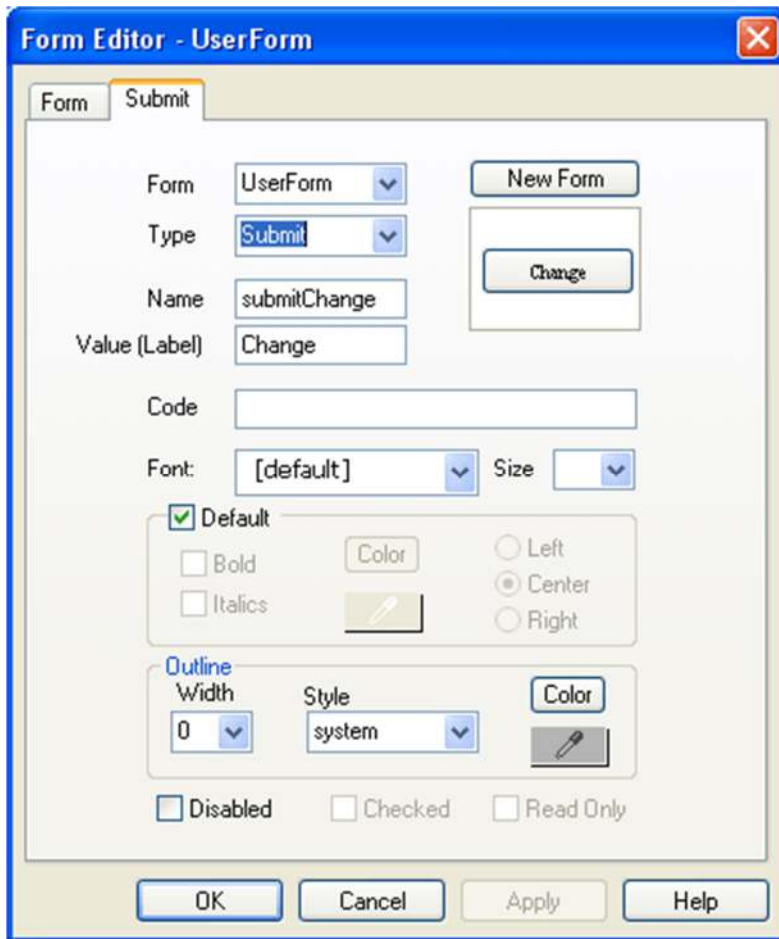 Form Editor - UserForm
Form Submit
Form UserForm New Form
Type Submit
Change
Name submitChange
Value (Label) Change
Code
Font: [default] Size
Default
Bold Color Left
Center
Italics
Right
Outline
Width Style Color
0 system
Disabled Checked Read Only
OK Cancel Apply Help